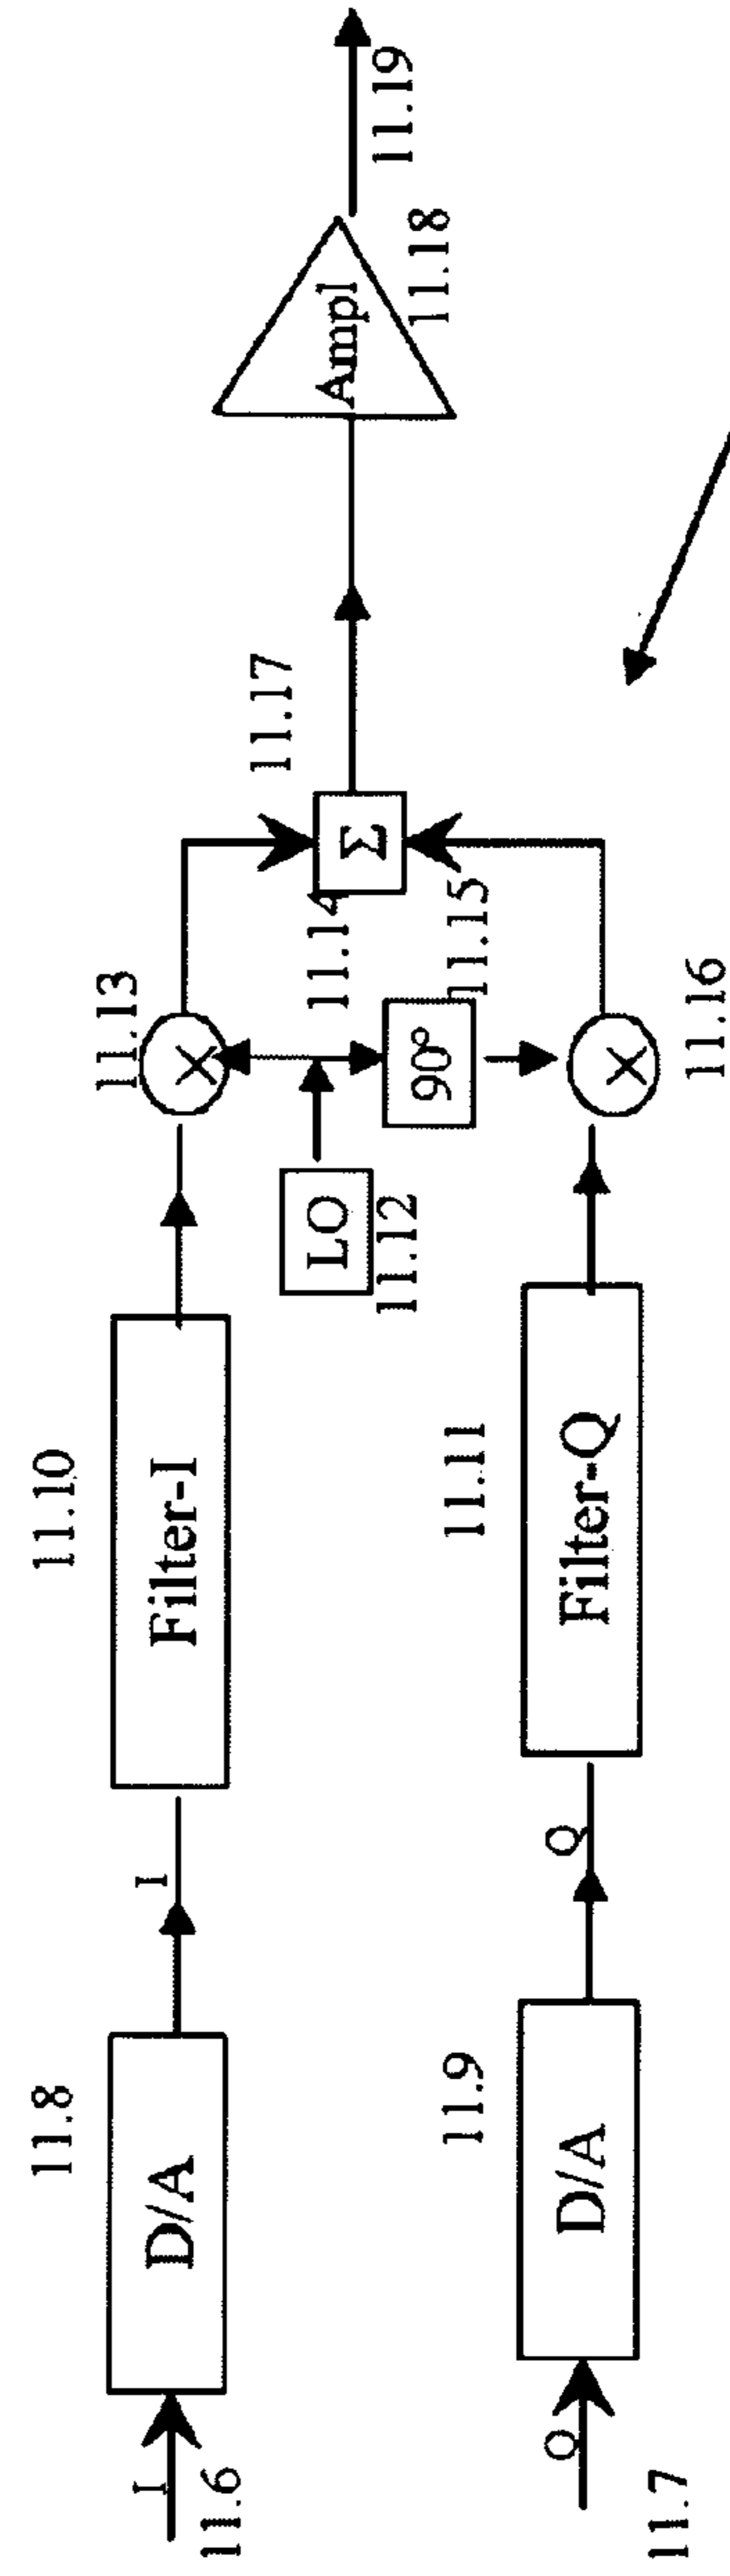 I
11.6
D/A
11.8
I
Filter-I
11.10
X
11.13
LO
11.12
90°
11.14
11.15
Σ
11.17
Ampl
11.18
11.19
Q
11.7
D/A
11.9
Q
Filter-Q
11.11
X
11.16